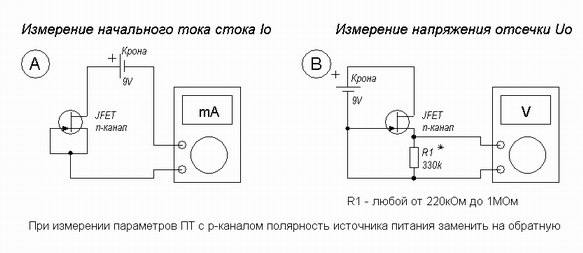 Измерение начального тока стока Io
Измерение напряжения отсечки Uo
A
+
Крона
9V
JFET
n-канал
mA
B
+
Крона
9V
JFET
n-канал
R1 *
330k
V
R1 - любой от 220кОм до 1МОм
При измерении параметров ПТ с p-каналом полярность источника питания заменить на обратную